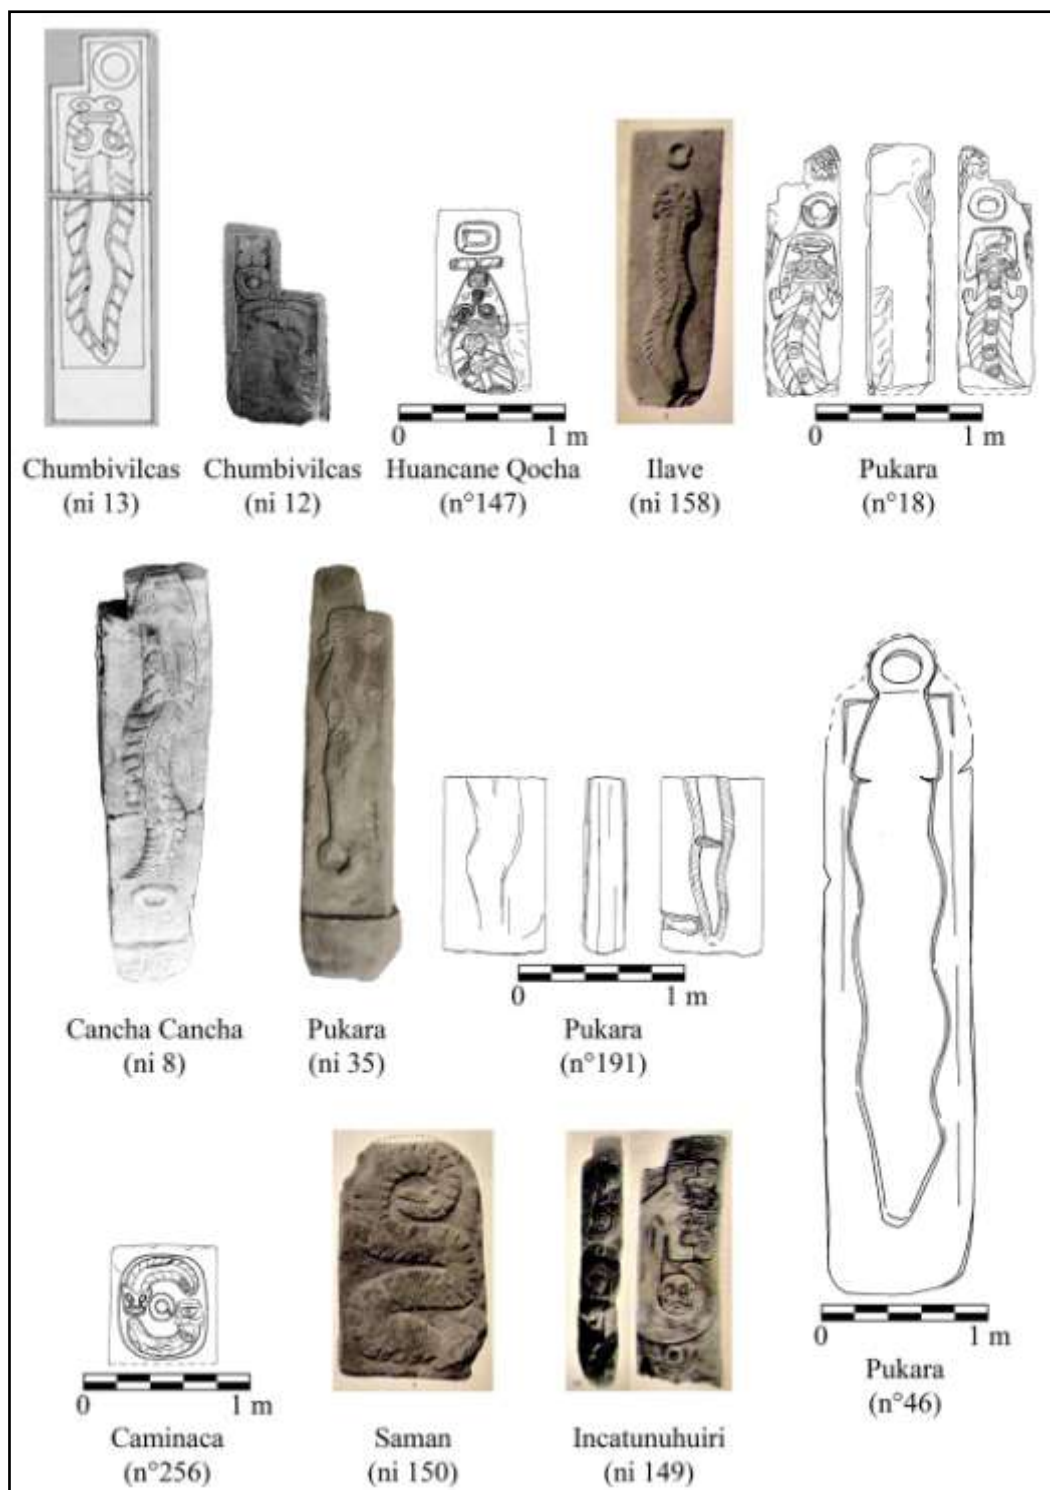 0 1 m
0 1 m
Chumbivilcas
(ni 13)
Chumbivilcas
(ni 12)
Huancane Qocha
(n°147)
Ilave
(ni 158)
Pukara
(n°18)
0 1 m
Cancha Cancha
(ni 8)
Pukara
(ni 35)
Pukara
(n°191)
0 1 m
0 1 m
Pukara
(n°46)
Caminaca
(n°256)
Saman
(ni 150)
Incatunuhuiri
(ni 149)